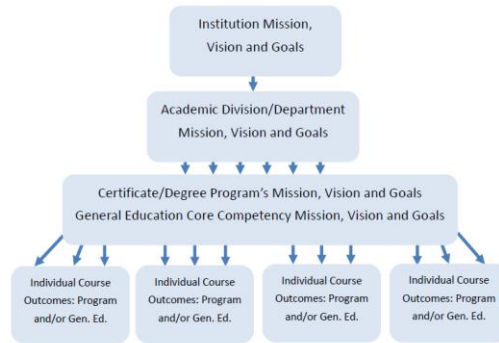 Institution Mission,
Vision and Goals
Academic Division/Department
Mission, Vision and Goals
Certificate/Degree Program's Mission, Vision and Goals
General Education Core Competency Mission, Vision and Goals
Individual Course
Outcomes: Program
and/or Gen. Ed.
Individual Course
Outcomes: Program
and/or Gen. Ed.
Individual Course
Outcomes: Program
and/or Gen. Ed.
Individual Course
Outcomes: Program
and/or Gen. Ed.